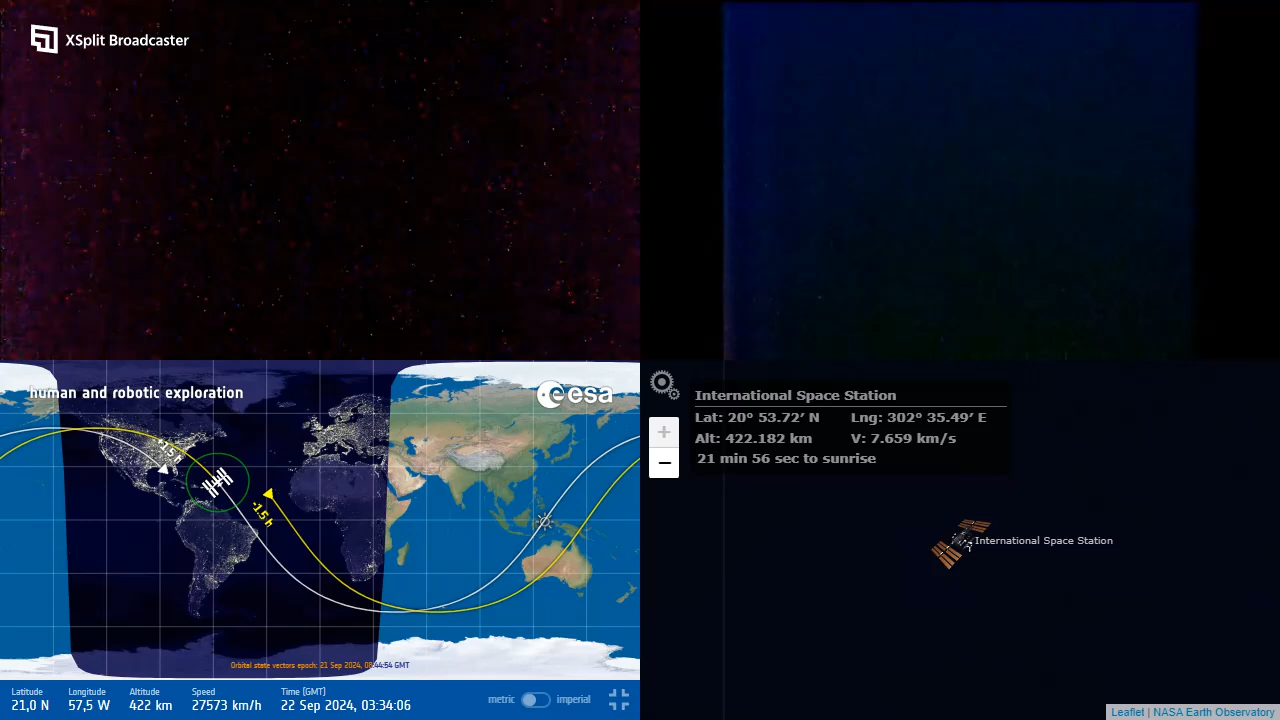 XSplit Broadcaster
human and robotic exploration
esa
-1.5 h
International Space Station
Lat: 20° 53.72' N Lng: 302° 35.49' E
Alt: 422.182 km V: 7.659 km/s
21 min 56 sec to sunrise
+
−
International Space Station
Orbital state vectors epoch: 21 Sep 2024, 08:44:54 GMT
Latitude Longitude Altitude Speed Time (GMT)
21,0 N 57,5 W 422 km 27573 km/h 22 Sep 2024, 03:34:06
metric imperial
Leaflet | NASA Earth Observatory